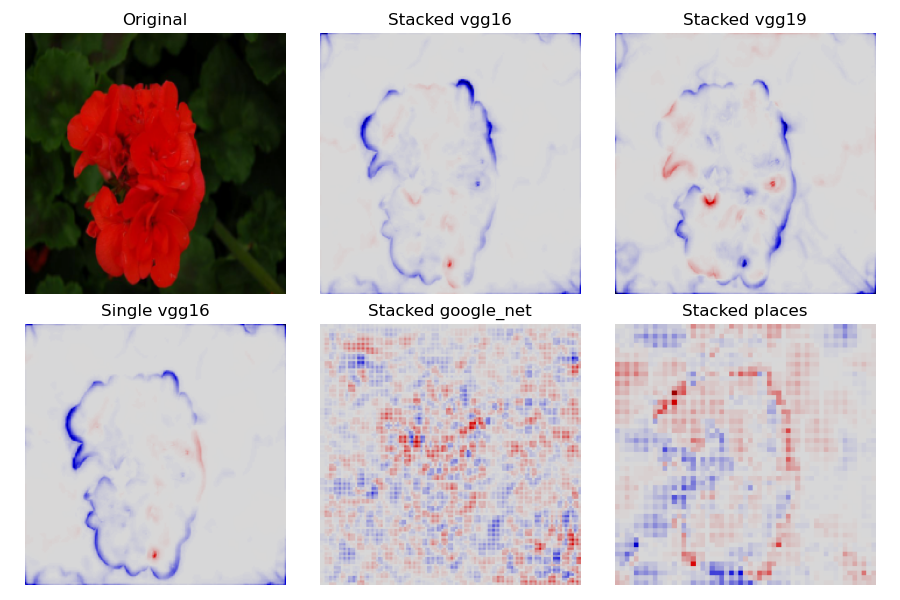 Original
Stacked vgg16
Stacked vgg19
Single vgg16
Stacked google_net
Stacked places